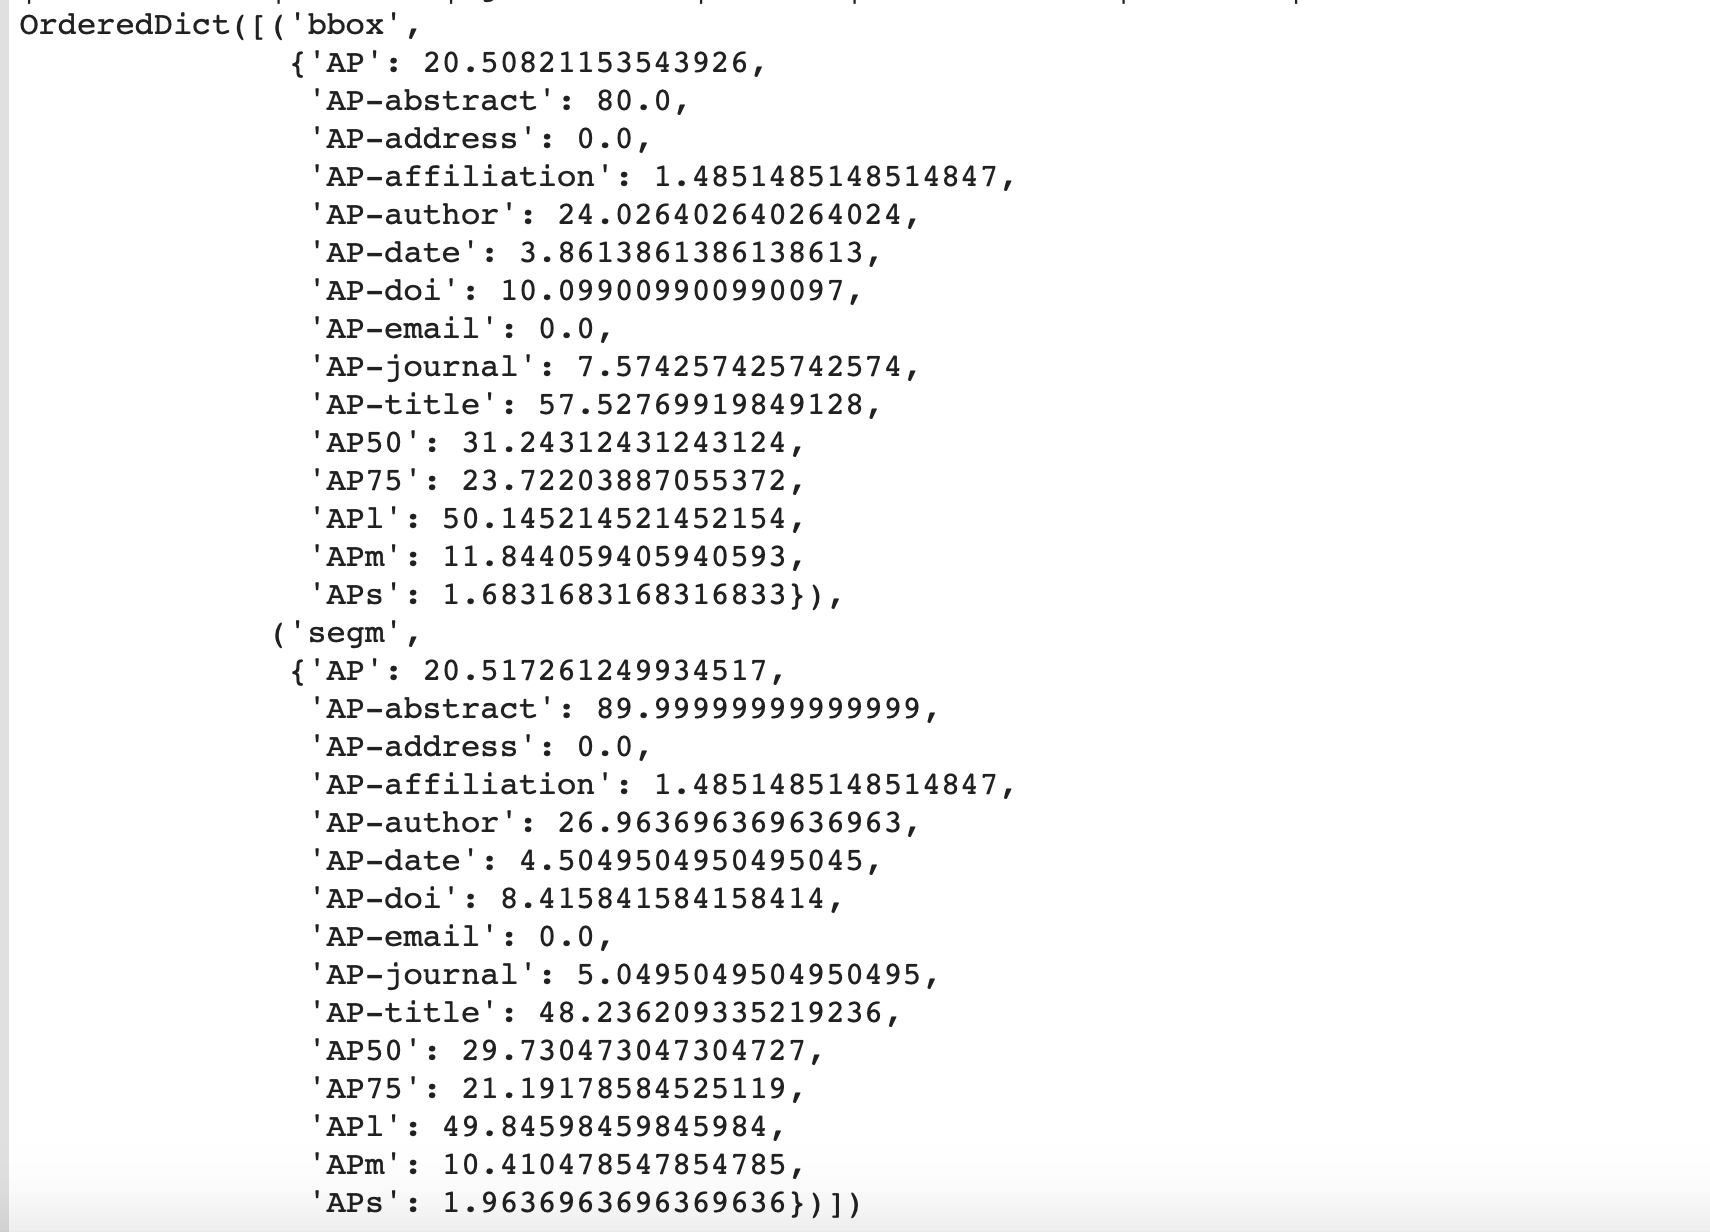 OrderedDict([('bbox',
{'AP': 20.50821153543926,
'AP-abstract': 80.0,
'AP-address': 0.0,
'AP-affiliation': 1.4851485148514847,
'AP-author': 24.026402640264024,
'AP-date': 3.8613861386138613,
'AP-doi': 10.099009900990097,
'AP-email': 0.0,
'AP-journal': 7.574257425742574,
'AP-title': 57.52769919849128,
'AP50': 31.24312431243124,
'AP75': 23.72203887055372,
'APl': 50.145214521452154,
'APm': 11.844059405940593,
'APs': 1.6831683168316833}),
('segm',
{'AP': 20.517261249934517,
'AP-abstract': 89.99999999999999,
'AP-address': 0.0,
'AP-affiliation': 1.4851485148514847,
'AP-author': 26.963696369636963,
'AP-date': 4.5049504950495045,
'AP-doi': 8.415841584158414,
'AP-email': 0.0,
'AP-journal': 5.0495049504950495,
'AP-title': 48.236209335219236,
'AP50': 29.730473047304727,
'AP75': 21.19178584525119,
'APl': 49.84598459845984,
'APm': 10.410478547854785,
'APs': 1.9636963696369636})])